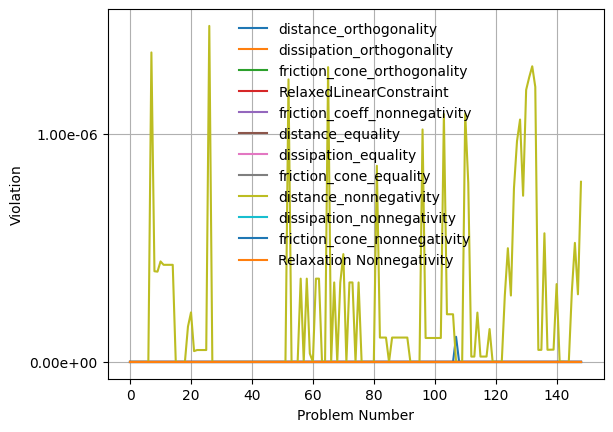 distance_orthogonality
dissipation_orthogonality
friction_cone_orthogonality
RelaxedLinearConstraint
friction_coeff_nonnegativity
distance_equality
dissipation_equality
friction_cone_equality
distance_nonnegativity
dissipation_nonnegativity
friction_cone_nonnegativity
Relaxation Nonnegativity
1.00e-06
0.00e+00
Violation
0 20 40 60 80 100 120 140
Problem Number